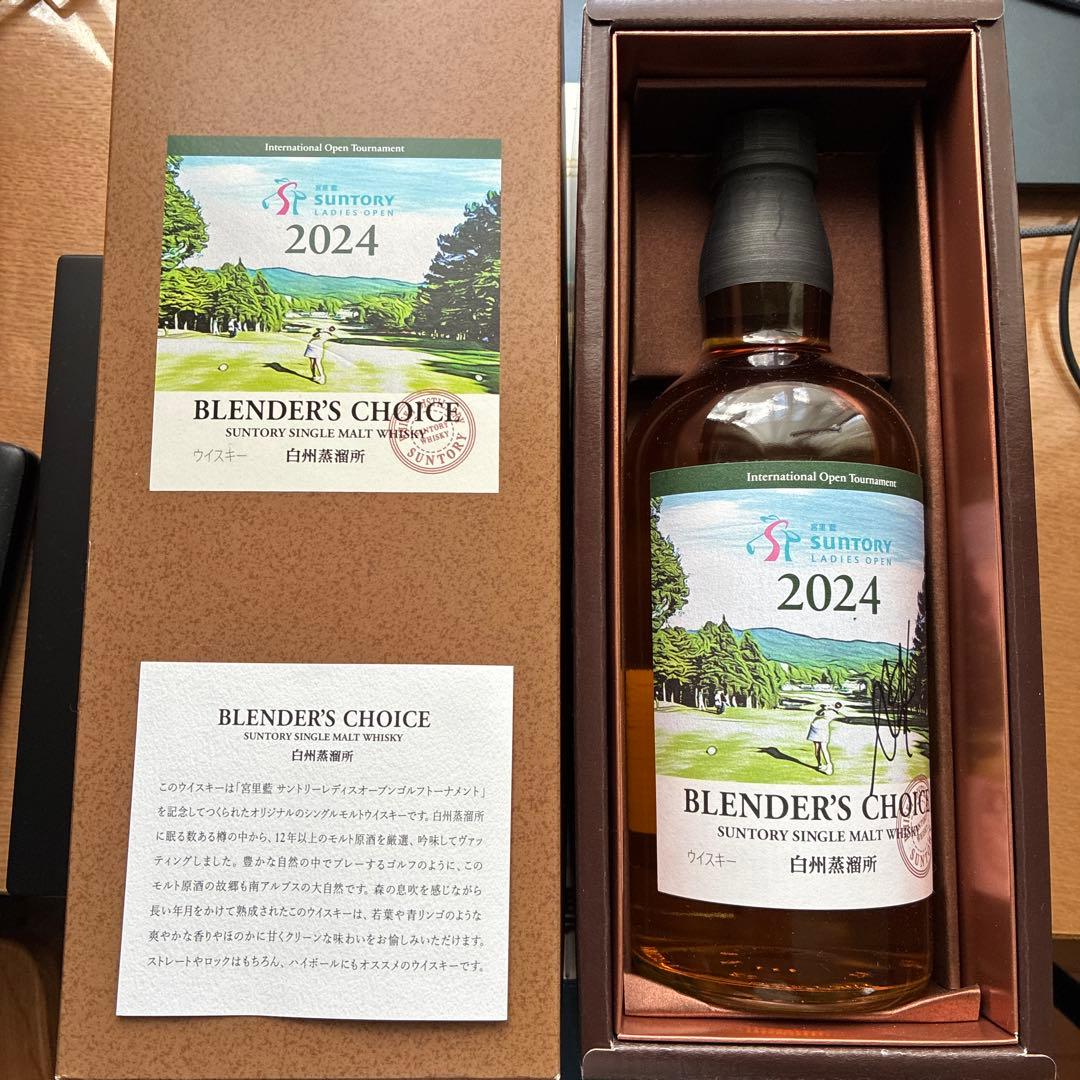 International Open Tournament
宮里 藍
SUNTORY
LADIES OPEN
2024
BLENDER'S CHOICE
SUNTORY SINGLE MALT WHISKY
ウイスキー
白州蒸溜所
SUNTORY
WHISKY
SUNTORY
BLENDER'S CHOICE
SUNTORY SINGLE MALT WHISKY
白州蒸溜所
このウイスキーは「宮里藍 サントリーレディスオープンゴルフトーナメント」
を記念してつくられたオリジナルのシングルモルトウイスキーです。白州蒸溜所
に眠る数ある樽の中から、12年以上のモルト原酒を厳選、吟味してヴァッ
ティングしました。豊かな自然の中でプレーするゴルフのように、この
モルト原酒の故郷も南アルプスの大自然です。森の息吹を感じながら
長い年月をかけて熟成されたこのウイスキーは、若葉や青リンゴのような
爽やかな香りやほのかに甘くクリーンな味わいをお愉しみいただけます。
ストレートやロックはもちろん、ハイボールにもオススメのウイスキーです。
International Open Tournament
宮里 藍
SUNTORY
LADIES OPEN
2024
BLENDER'S CHOICE
SUNTORY SINGLE MALT WHISKY
ウイスキー
白州蒸溜所